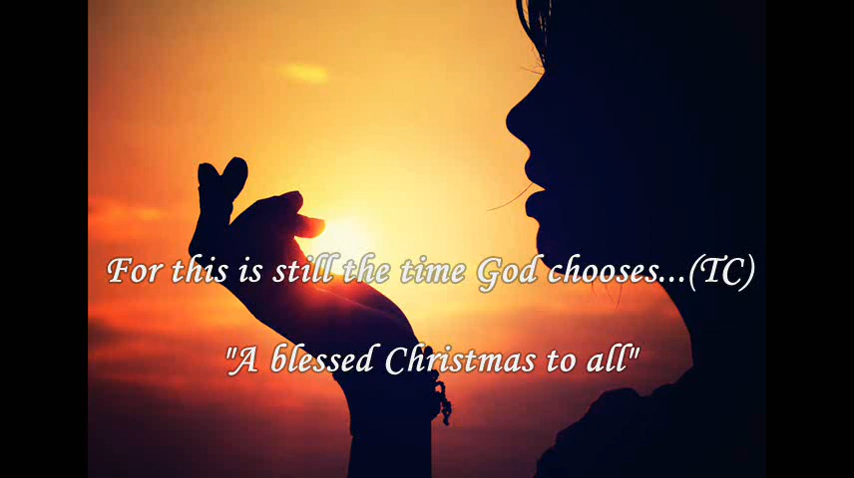 For this is still the time God chooses...(TC)
"A blessed Christmas to all"